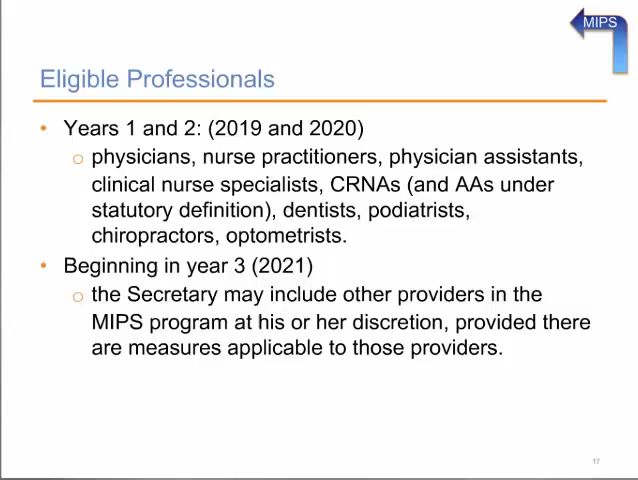 MIPS
Eligible Professionals
• Years 1 and 2: (2019 and 2020)
o physicians, nurse practitioners, physician assistants,
clinical nurse specialists, CRNAs (and AAs under
statutory definition), dentists, podiatrists,
chiropractors, optometrists.
• Beginning in year 3 (2021)
o the Secretary may include other providers in the
MIPS program at his or her discretion, provided there
are measures applicable to those providers.
17